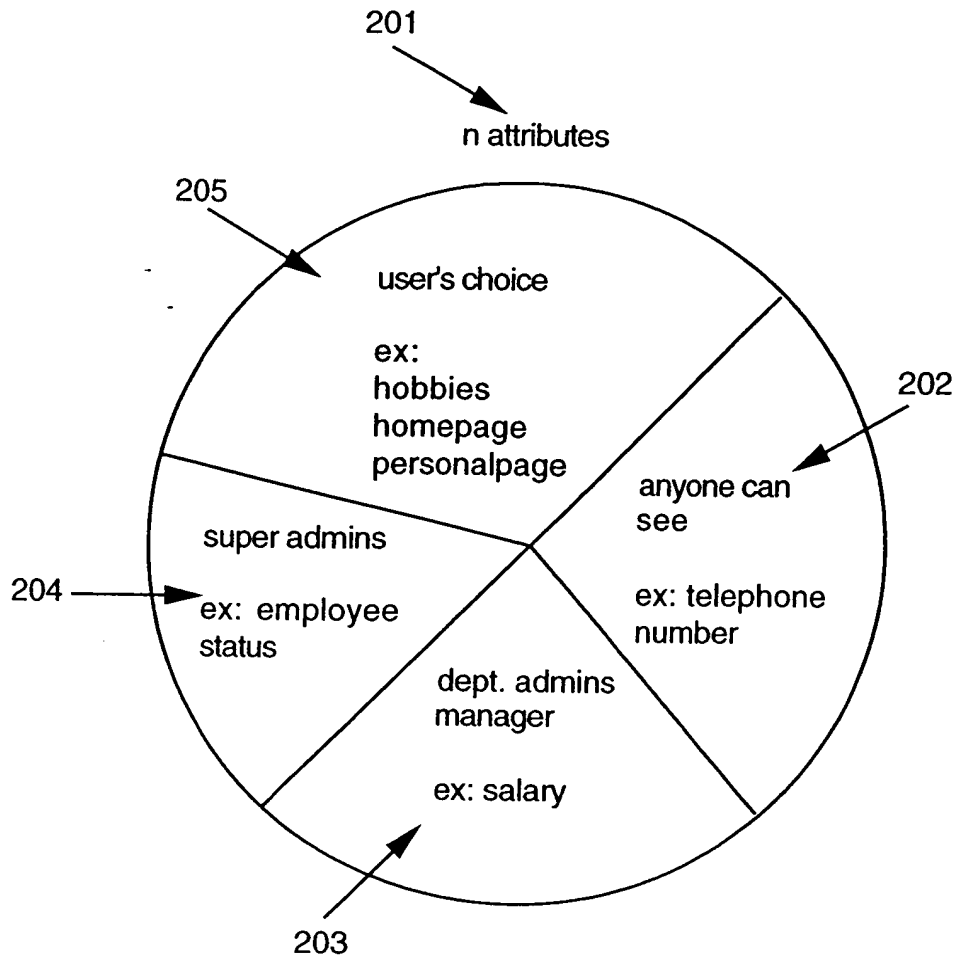 201
n attributes
205
user's choice
ex:
hobbies
homepage
personalpage
202
anyone can
see
ex: telephone
number
super admins
204
ex: employee
status
dept. admins
manager
ex: salary
203